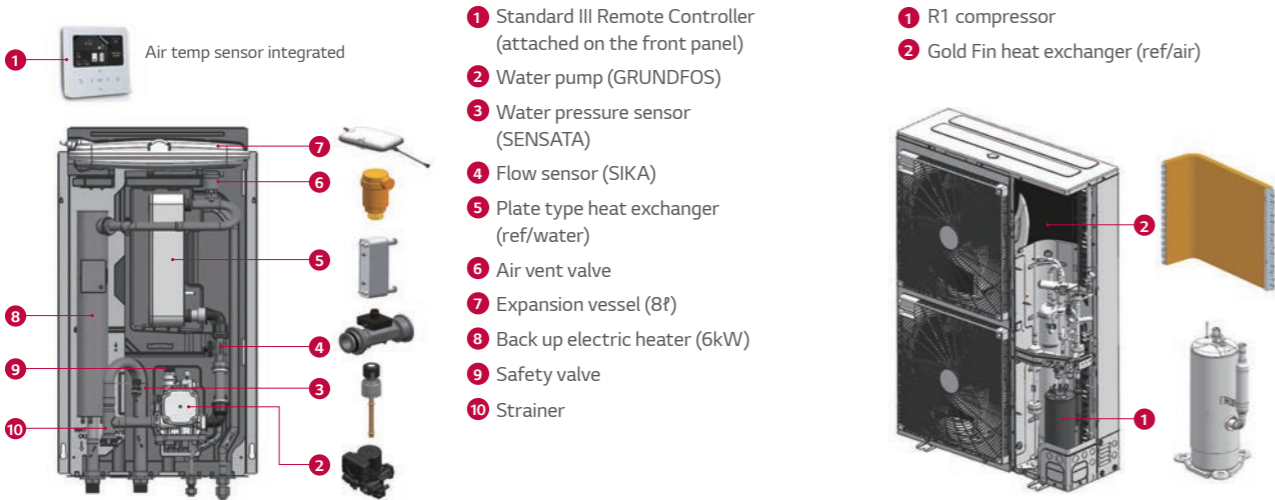 1 Standard III Remote Controller
(attached on the front panel)
2 Water pump (GRUNDFOS)
3 Water pressure sensor
(SENSATA)
4 Flow sensor (SIKA)
5 Plate type heat exchanger
(ref/water)
6 Air vent valve
7 Expansion vessel (8ℓ)
8 Back up electric heater (6kW)
9 Safety valve
10 Strainer
1 R1 compressor
2 Gold Fin heat exchanger (ref/air)
1
Air temp sensor integrated
7
6
5
8
4
9
3
10
2
2
1